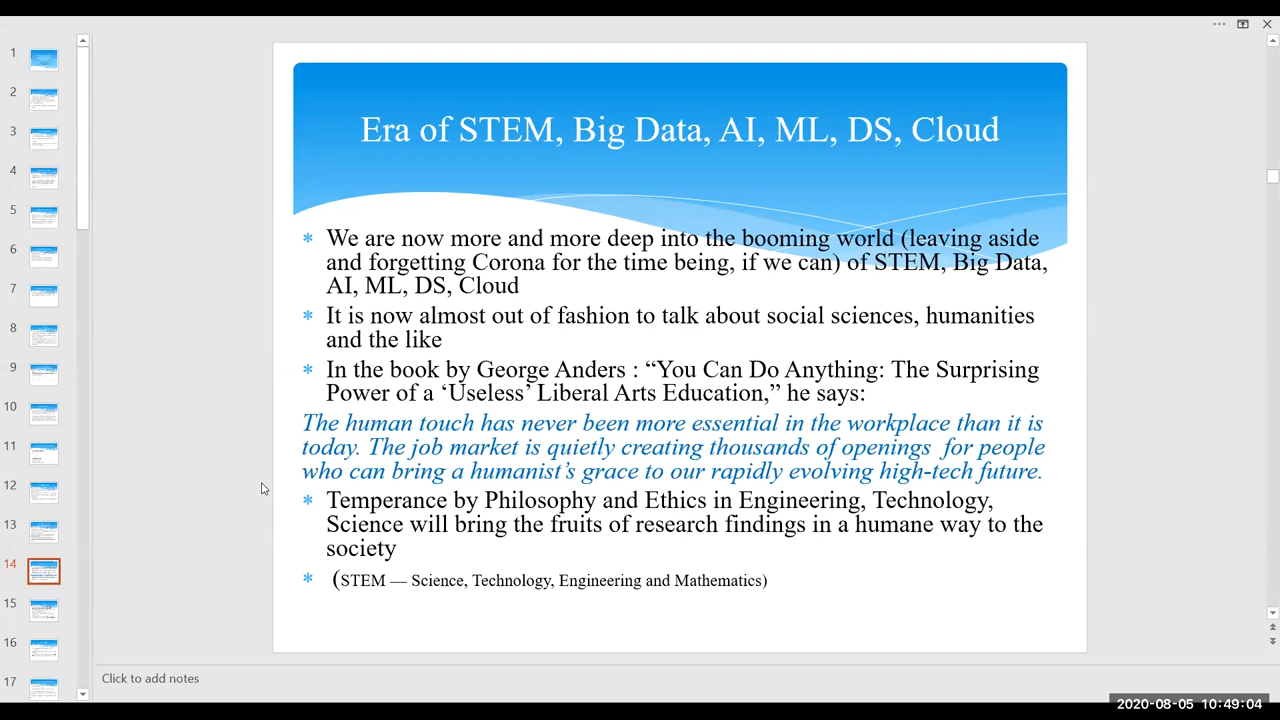 Era of STEM, Big Data, AI, ML, DS, Cloud
We are now more and more deep into the booming world (leaving aside
and forgetting Corona for the time being, if we can) of STEM, Big Data,
AI, ML, DS, Cloud
It is now almost out of fashion to talk about social sciences, humanities
and the like
In the book by George Anders : “You Can Do Anything: The Surprising
Power of a ‘Useless’ Liberal Arts Education,” he says:
The human touch has never been more essential in the workplace than it is
today. The job market is quietly creating thousands of openings for people
who can bring a humanist’s grace to our rapidly evolving high-tech future.
Temperance by Philosophy and Ethics in Engineering, Technology,
Science will bring the fruits of research findings in a humane way to the
society
(STEM — Science, Technology, Engineering and Mathematics)
1
2
3
4
5
6
7
8
9
10
11
12
13
14
15
16
17
Click to add notes
2020-08-05 10:49:04